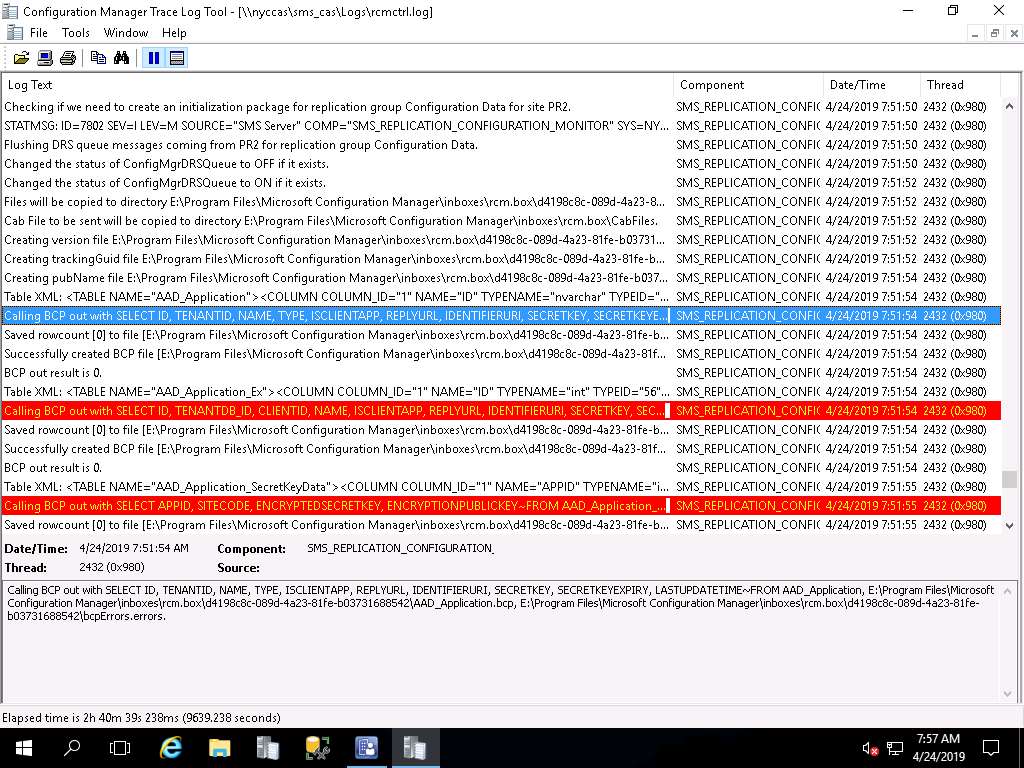 Configuration Manager Trace Log Tool - [\\nyccas\sms_cas\Logs\rcmctrl.log]
File Tools Window Help
Log Text Component Date/Time Thread
Checking if we need to create an initialization package for replication group Configuration Data for site PR2. SMS_REPLICATION_CONFIC 4/24/2019 7:51:50 2432 (0x980)
STATMSG: ID=7802 SEV=I LEV=M SOURCE="SMS Server" COMP="SMS_REPLICATION_CONFIGURATION_MONITOR" SYS=NY... SMS_REPLICATION_CONFIC 4/24/2019 7:51:50 2432 (0x980)
Flushing DRS queue messages coming from PR2 for replication group Configuration Data. SMS_REPLICATION_CONFIC 4/24/2019 7:51:50 2432 (0x980)
Changed the status of ConfigMgrDRSQueue to OFF if it exists. SMS_REPLICATION_CONFIC 4/24/2019 7:51:50 2432 (0x980)
Changed the status of ConfigMgrDRSQueue to ON if it exists. SMS_REPLICATION_CONFIC 4/24/2019 7:51:52 2432 (0x980)
Files will be copied to directory E:\Program Files\Microsoft Configuration Manager\inboxes\rcm.box\d4198c8c-089d-4a23-8... SMS_REPLICATION_CONFIC 4/24/2019 7:51:52 2432 (0x980)
Cab File to be sent will be copied to directory E:\Program Files\Microsoft Configuration Manager\inboxes\rcm.box\CabFiles. SMS_REPLICATION_CONFIC 4/24/2019 7:51:52 2432 (0x980)
Creating version file E:\Program Files\Microsoft Configuration Manager\inboxes\rcm.box\d4198c8c-089d-4a23-81fe-b03731... SMS_REPLICATION_CONFIC 4/24/2019 7:51:52 2432 (0x980)
Creating trackingGuid file E:\Program Files\Microsoft Configuration Manager\inboxes\rcm.box\d4198c8c-089d-4a23-81fe-b... SMS_REPLICATION_CONFIC 4/24/2019 7:51:52 2432 (0x980)
Creating pubName file E:\Program Files\Microsoft Configuration Manager\inboxes\rcm.box\d4198c8c-089d-4a23-81fe-b037... SMS_REPLICATION_CONFIC 4/24/2019 7:51:54 2432 (0x980)
Table XML: <TABLE NAME="AAD_Application"><COLUMN COLUMN_ID="1" NAME="ID" TYPENAME="nvarchar" TYPEID="... SMS_REPLICATION_CONFIC 4/24/2019 7:51:54 2432 (0x980)
Calling BCP out with SELECT ID, TENANTID, NAME, TYPE, ISCLIENTAPP, REPLYURL, IDENTIFIERURI, SECRETKEY, SECRETKEYE... SMS_REPLICATION_CONFIC 4/24/2019 7:51:54 2432 (0x980)
Saved rowcount [0] to file [E:\Program Files\Microsoft Configuration Manager\inboxes\rcm.box\d4198c8c-089d-4a23-81fe-b... SMS_REPLICATION_CONFIC 4/24/2019 7:51:54 2432 (0x980)
Successfully created BCP file [E:\Program Files\Microsoft Configuration Manager\inboxes\rcm.box\d4198c8c-089d-4a23-81f... SMS_REPLICATION_CONFIC 4/24/2019 7:51:54 2432 (0x980)
BCP out result is 0. SMS_REPLICATION_CONFIC 4/24/2019 7:51:54 2432 (0x980)
Table XML: <TABLE NAME="AAD_Application_Ex"><COLUMN COLUMN_ID="1" NAME="ID" TYPENAME="int" TYPEID="56"... SMS_REPLICATION_CONFIC 4/24/2019 7:51:54 2432 (0x980)
Calling BCP out with SELECT ID, TENANTDB_ID, CLIENTID, NAME, ISCLIENTAPP, REPLYURL, IDENTIFIERURI, SECRETKEY, SEC... SMS_REPLICATION_CONFIC 4/24/2019 7:51:54 2432 (0x980)
Saved rowcount [0] to file [E:\Program Files\Microsoft Configuration Manager\inboxes\rcm.box\d4198c8c-089d-4a23-81fe-b... SMS_REPLICATION_CONFIC 4/24/2019 7:51:54 2432 (0x980)
Successfully created BCP file [E:\Program Files\Microsoft Configuration Manager\inboxes\rcm.box\d4198c8c-089d-4a23-81f... SMS_REPLICATION_CONFIC 4/24/2019 7:51:54 2432 (0x980)
BCP out result is 0. SMS_REPLICATION_CONFIC 4/24/2019 7:51:54 2432 (0x980)
Table XML: <TABLE NAME="AAD_Application_SecretKeyData"><COLUMN COLUMN_ID="1" NAME="APPID" TYPENAME="i... SMS_REPLICATION_CONFIC 4/24/2019 7:51:55 2432 (0x980)
Calling BCP out with SELECT APPID, SITECODE, ENCRYPTEDSECRETKEY, ENCRYPTIONPUBLICKEY~FROM AAD_Application_... SMS_REPLICATION_CONFIC 4/24/2019 7:51:55 2432 (0x980)
Saved rowcount [0] to file [E:\Program Files\Microsoft Configuration Manager\inboxes\rcm.box\d4198c8c-089d-4a23-81fe-b... SMS_REPLICATION_CONFIC 4/24/2019 7:51:55 2432 (0x980)
Date/Time: 4/24/2019 7:51:54 AM Component: SMS_REPLICATION_CONFIGURATION_
Thread: 2432 (0x980) Source:
Calling BCP out with SELECT ID, TENANTID, NAME, TYPE, ISCLIENTAPP, REPLYURL, IDENTIFIERURI, SECRETKEY, SECRETKEYEXPIRY, LASTUPDATETIME~FROM AAD_Application, E:\Program Files\Microsoft
Configuration Manager\inboxes\rcm.box\d4198c8c-089d-4a23-81fe-b03731688542\AAD_Application.bcp, E:\Program Files\Microsoft Configuration Manager\inboxes\rcm.box\d4198c8c-089d-4a23-81fe-
b03731688542\bcpErrors.errors.
Elapsed time is 2h 40m 39s 238ms (9639.238 seconds)
7:57 AM
4/24/2019